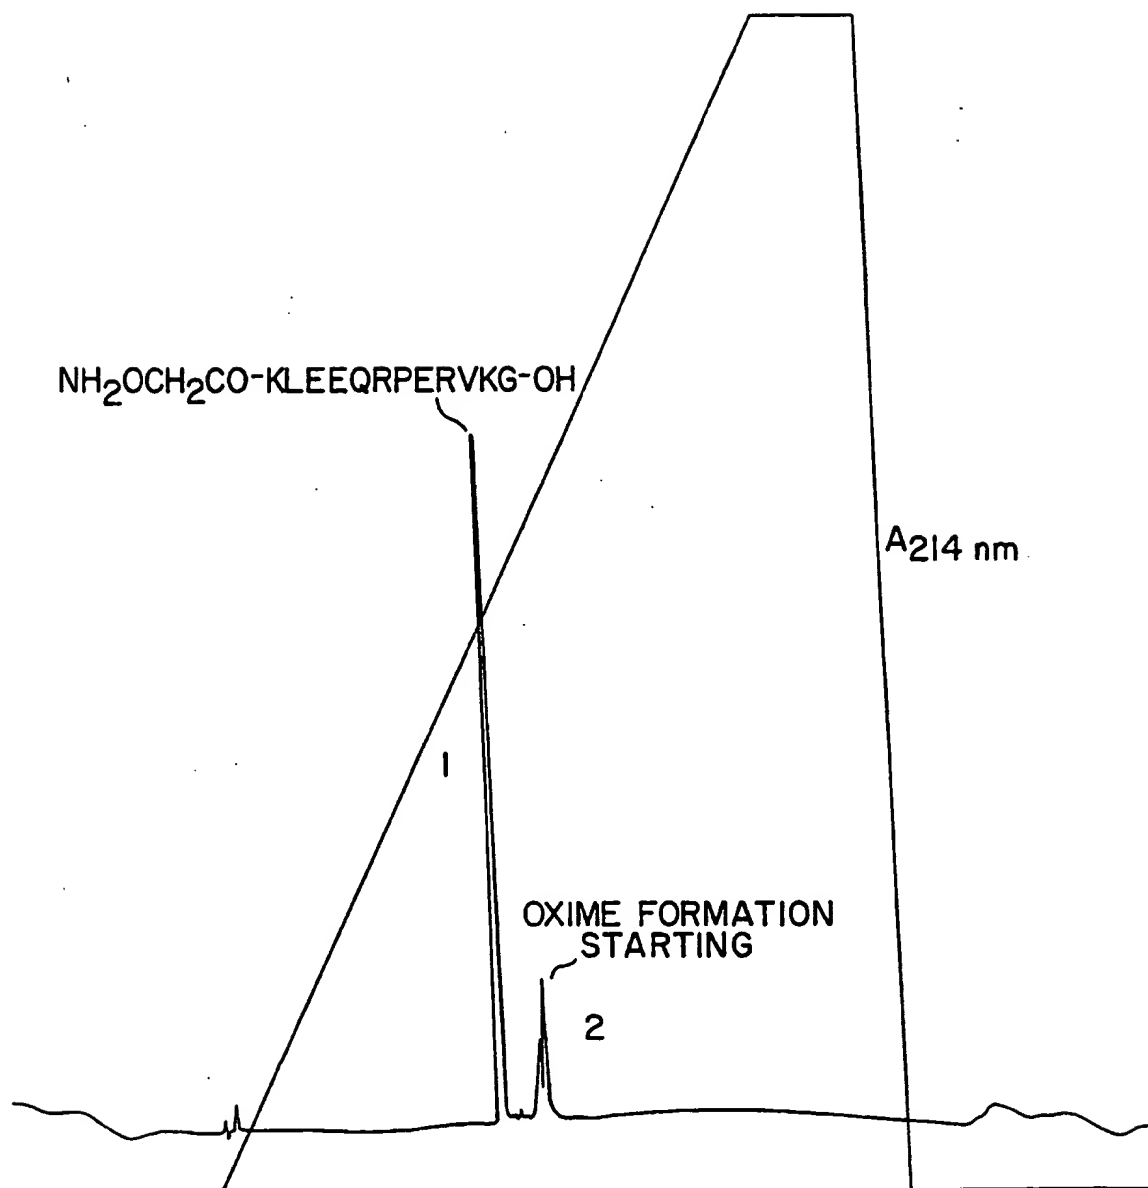 NH2OCH2CO-KLEEQRPERVKG-OH
A214 nm
1
OXIME FORMATION
STARTING
2